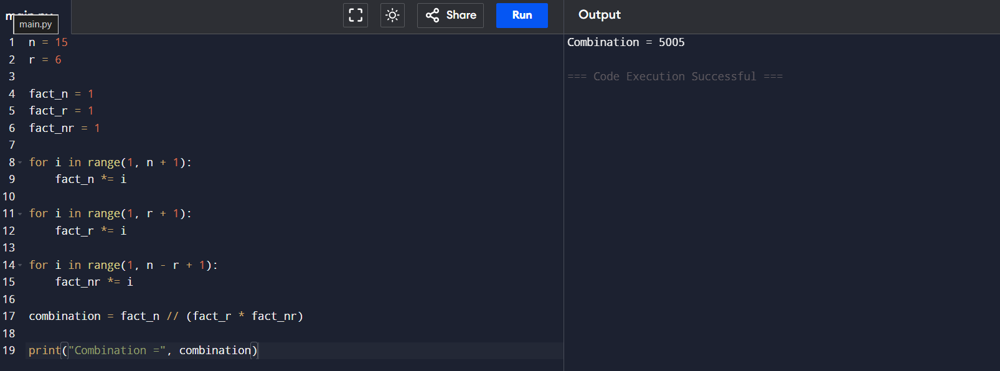 main.py
Share
Run
Output
1 n = 15
2 r = 6
3
4 fact_n = 1
5 fact_r = 1
6 fact_nr = 1
7
8 for i in range(1, n + 1):
9     fact_n *= i
10
11 for i in range(1, r + 1):
12     fact_r *= i
13
14 for i in range(1, n - r + 1):
15     fact_nr *= i
16
17 combination = fact_n // (fact_r * fact_nr)
18
19 print("Combination =", combination)
Combination = 5005
=== Code Execution Successful ===